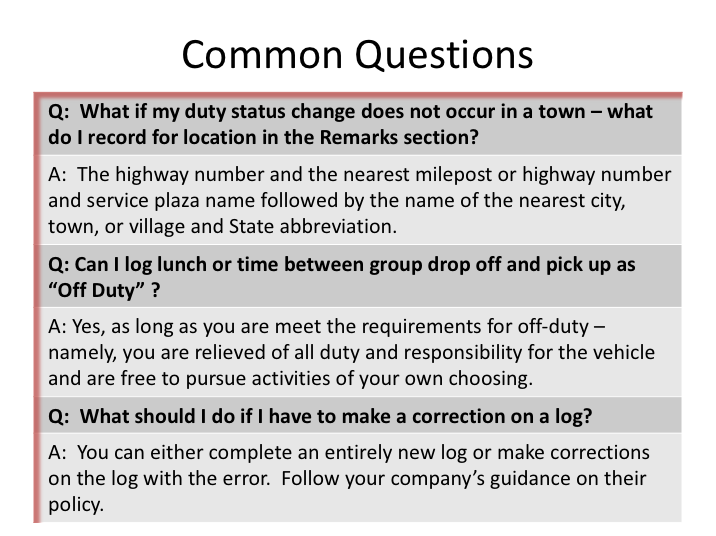 Common Questions
Q:  What if my duty status change does not occur in a town – what
do I record for location in the Remarks section?
A:  The highway number and the nearest milepost or highway number
and service plaza name followed by the name of the nearest city,
town, or village and State abbreviation.
Q: Can I log lunch or time between group drop off and pick up as
“Off Duty” ?
A: Yes, as long as you are meet the requirements for off-duty –
namely, you are relieved of all duty and responsibility for the vehicle
and are free to pursue activities of your own choosing.
Q:  What should I do if I have to make a correction on a log?
A:  You can either complete an entirely new log or make corrections
on the log with the error.  Follow your company’s guidance on their
policy.